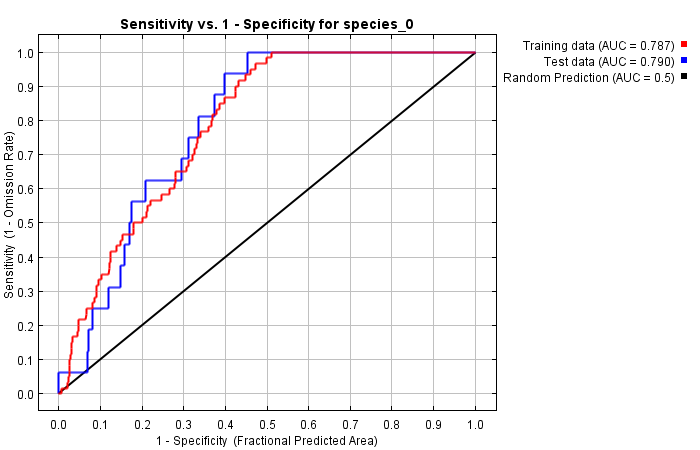 Sensitivity vs. 1 - Specificity for species_0
Training data (AUC = 0.787)
Test data (AUC = 0.790)
Random Prediction (AUC = 0.5)
Sensitivity (1 - Omission Rate)
1.0
0.9
0.8
0.7
0.6
0.5
0.4
0.3
0.2
0.1
0.0
0.0 0.1 0.2 0.3 0.4 0.5 0.6 0.7 0.8 0.9 1.0
1 - Specificity (Fractional Predicted Area)